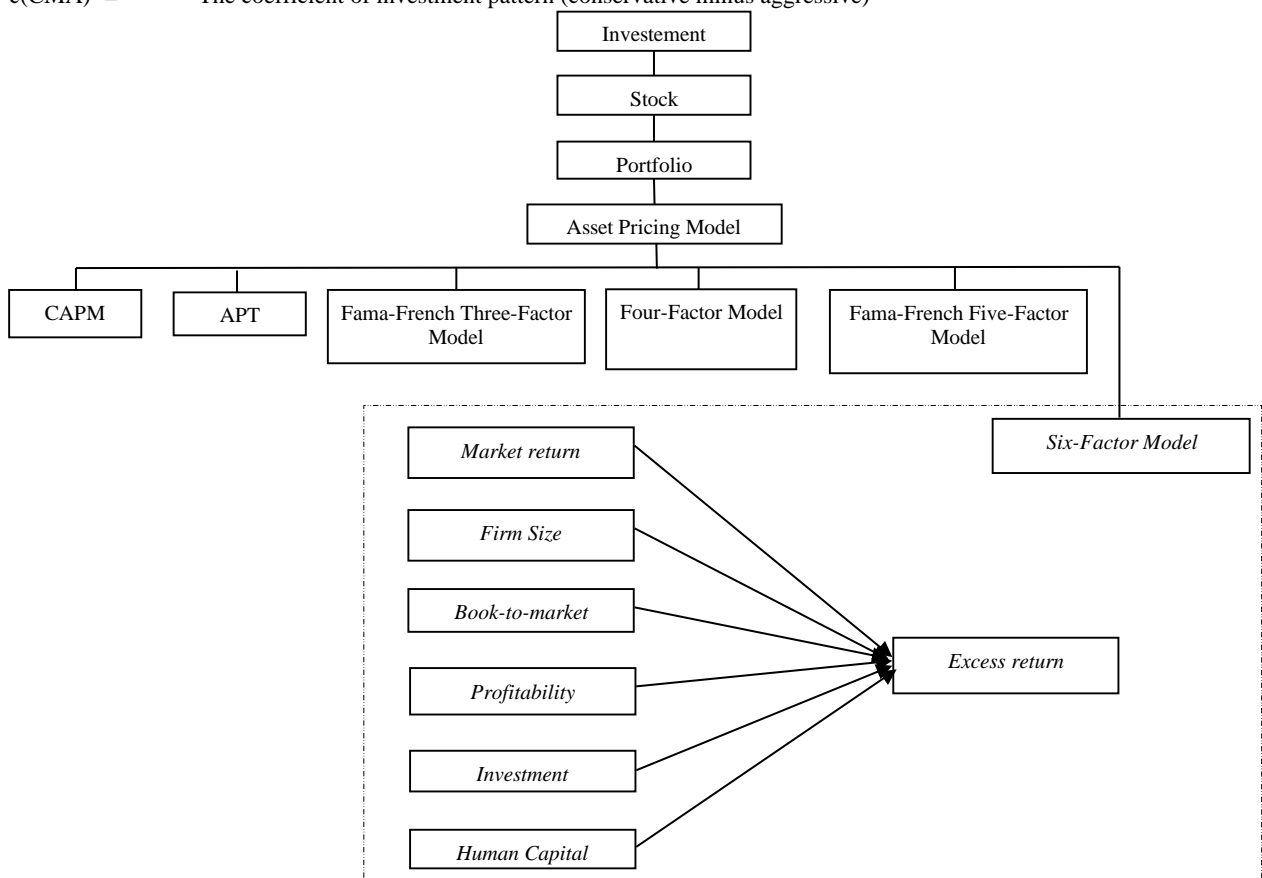 c(CMA) = The coefficient of investment pattern (conservative minus aggressive)
Investement
Stock
Portfolio
Asset Pricing Model
CAPM
APT
Fama-French Three-Factor
Model
Four-Factor Model
Fama-French Five-Factor
Model
Six-Factor Model
Market return
Firm Size
Book-to-market
Profitability
Investment
Human Capital
Excess return